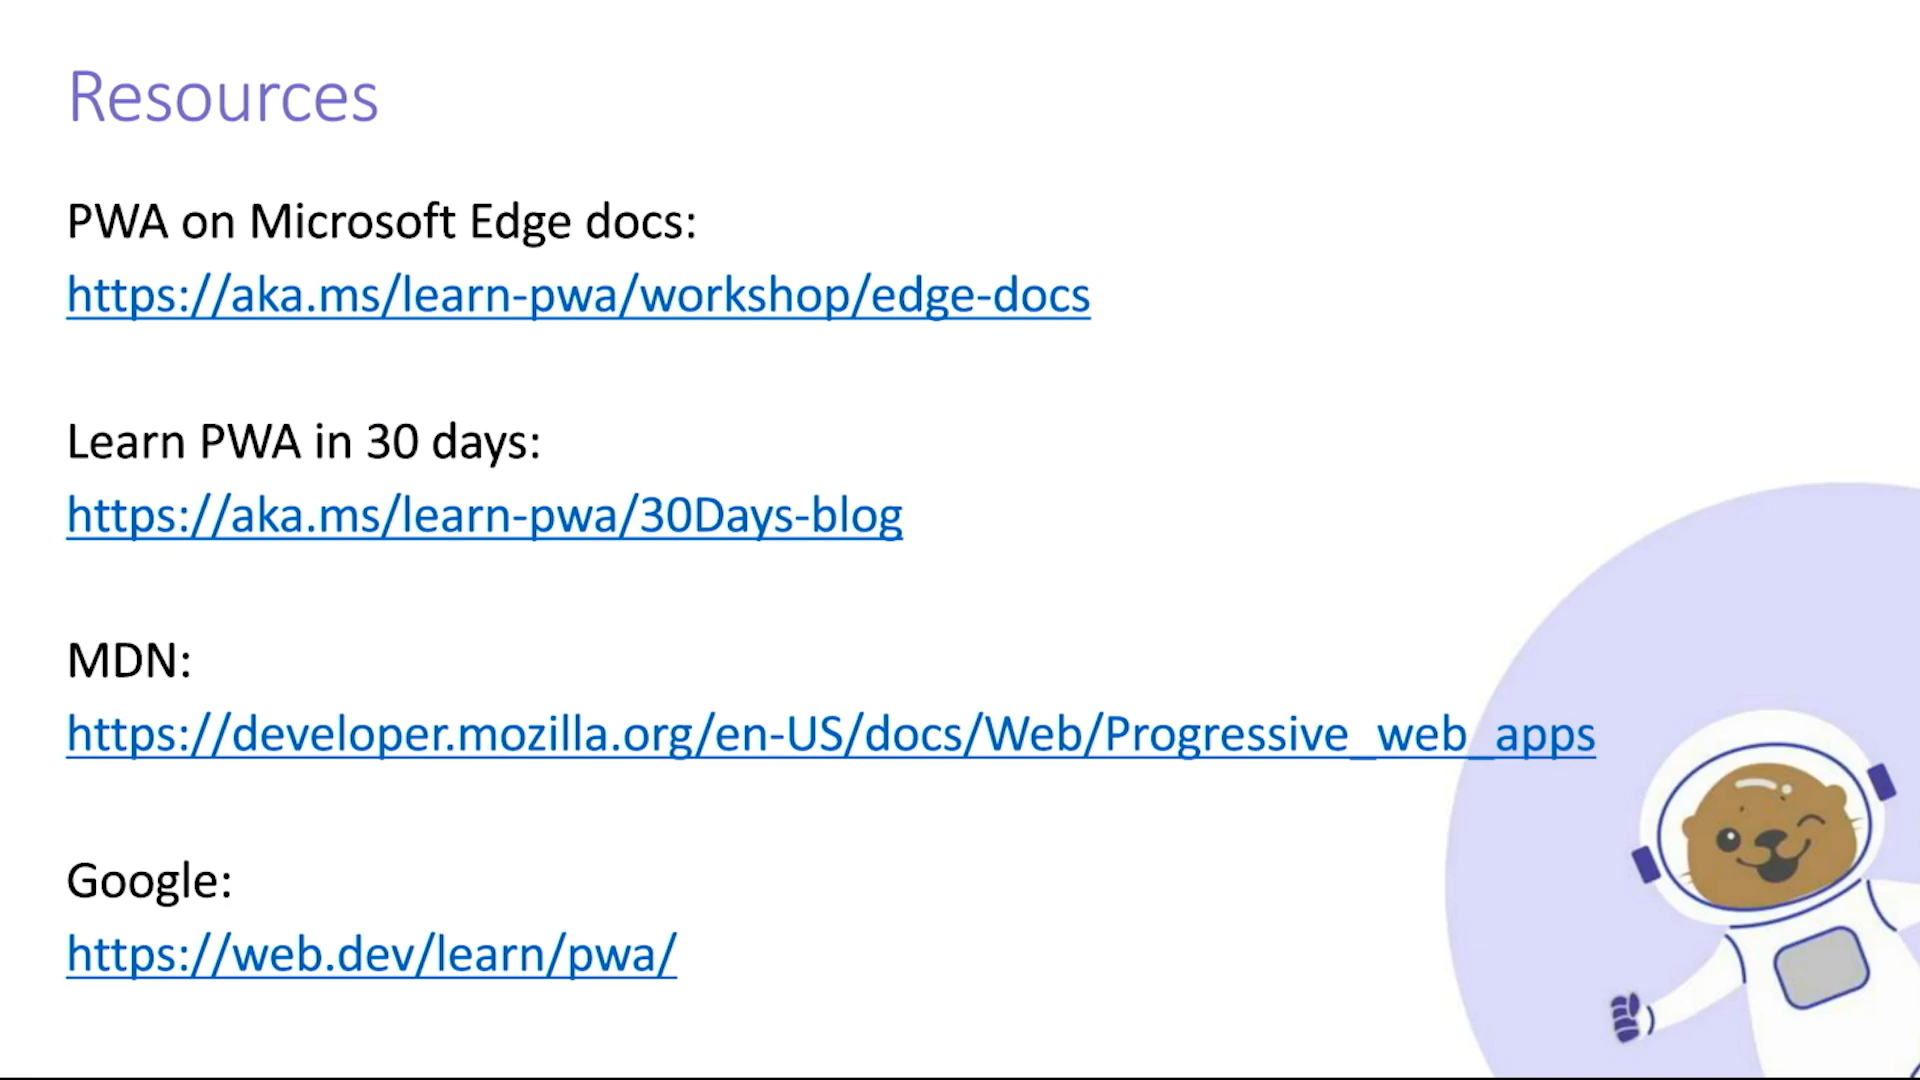 Resources
PWA on Microsoft Edge docs:
https://aka.ms/learn-pwa/workshop/edge-docs
Learn PWA in 30 days:
https://aka.ms/learn-pwa/30Days-blog
MDN:
https://developer.mozilla.org/en-US/docs/Web/Progressive_web_apps
Google:
https://web.dev/learn/pwa/